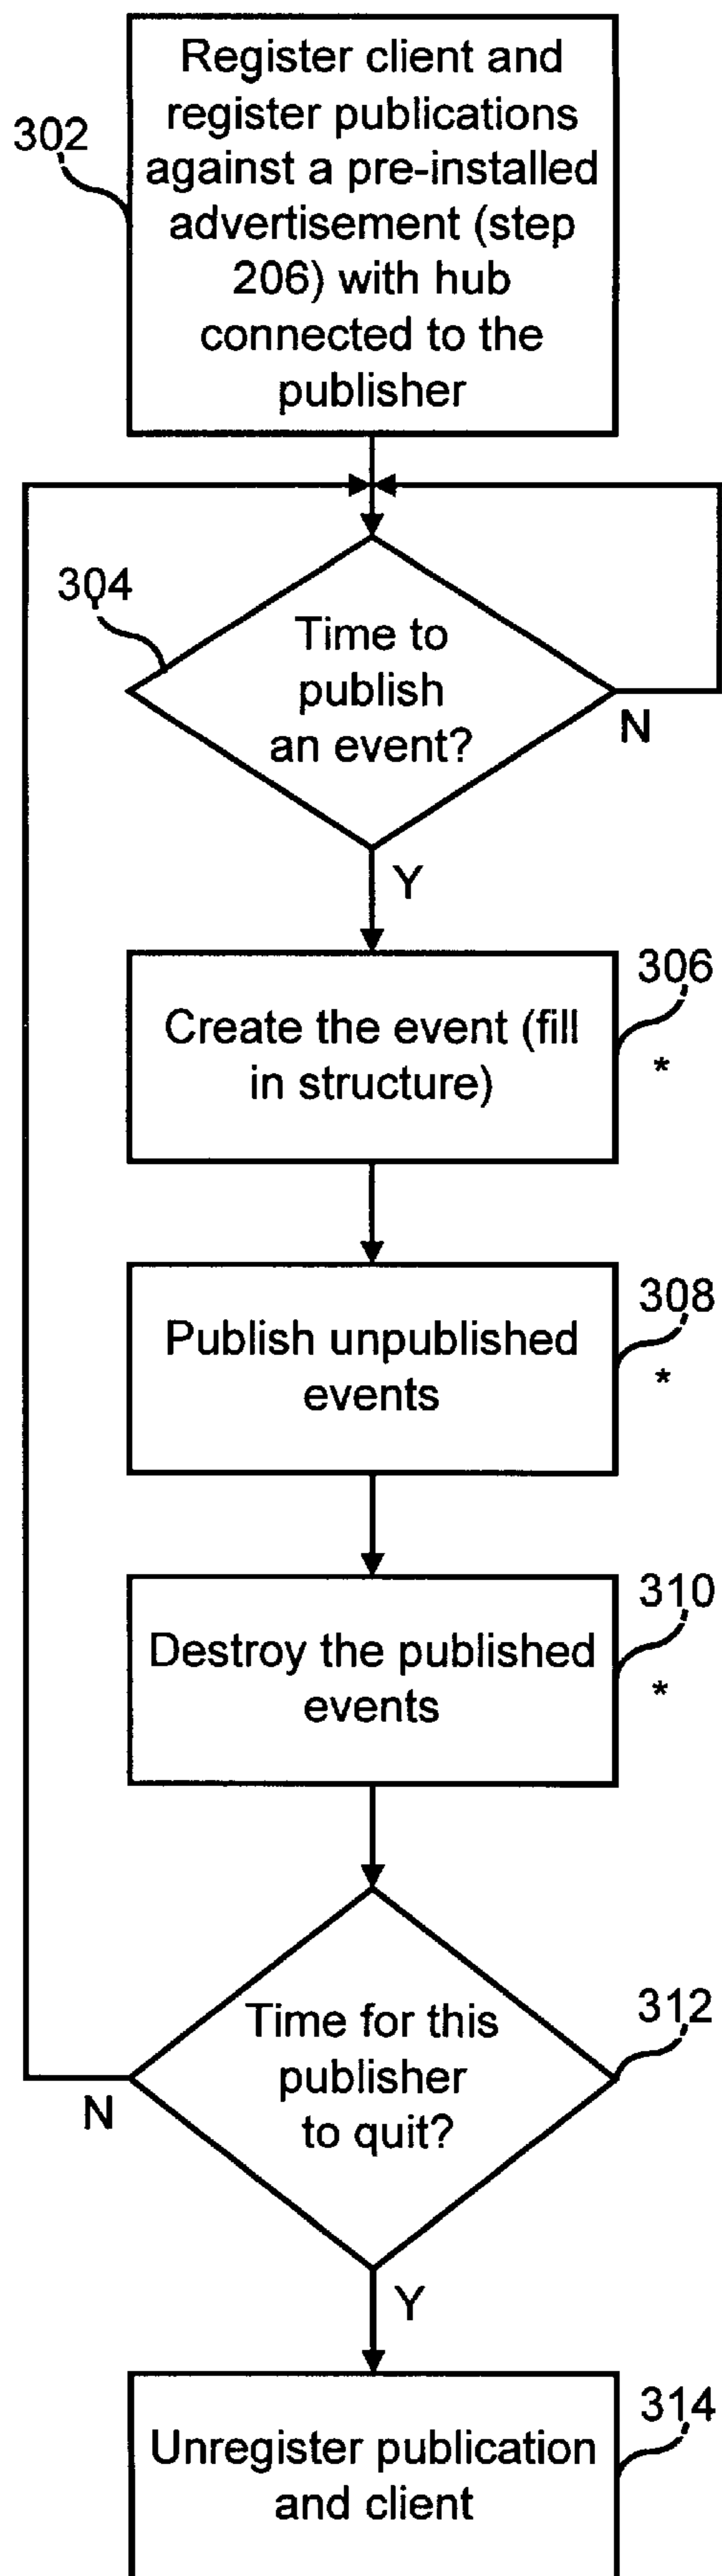 Register client and
register publications
302
against a pre-installed
advertisement (step
206) with hub
connected to the
publisher
304
Time to
publish
an event?
N
Y
306
Create the event (fill
in structure)
*
308
Publish unpublished
events
*
310
Destroy the published
events
*
312
Time for this
publisher
to quit?
N
Y
314
Unregister publication
and client